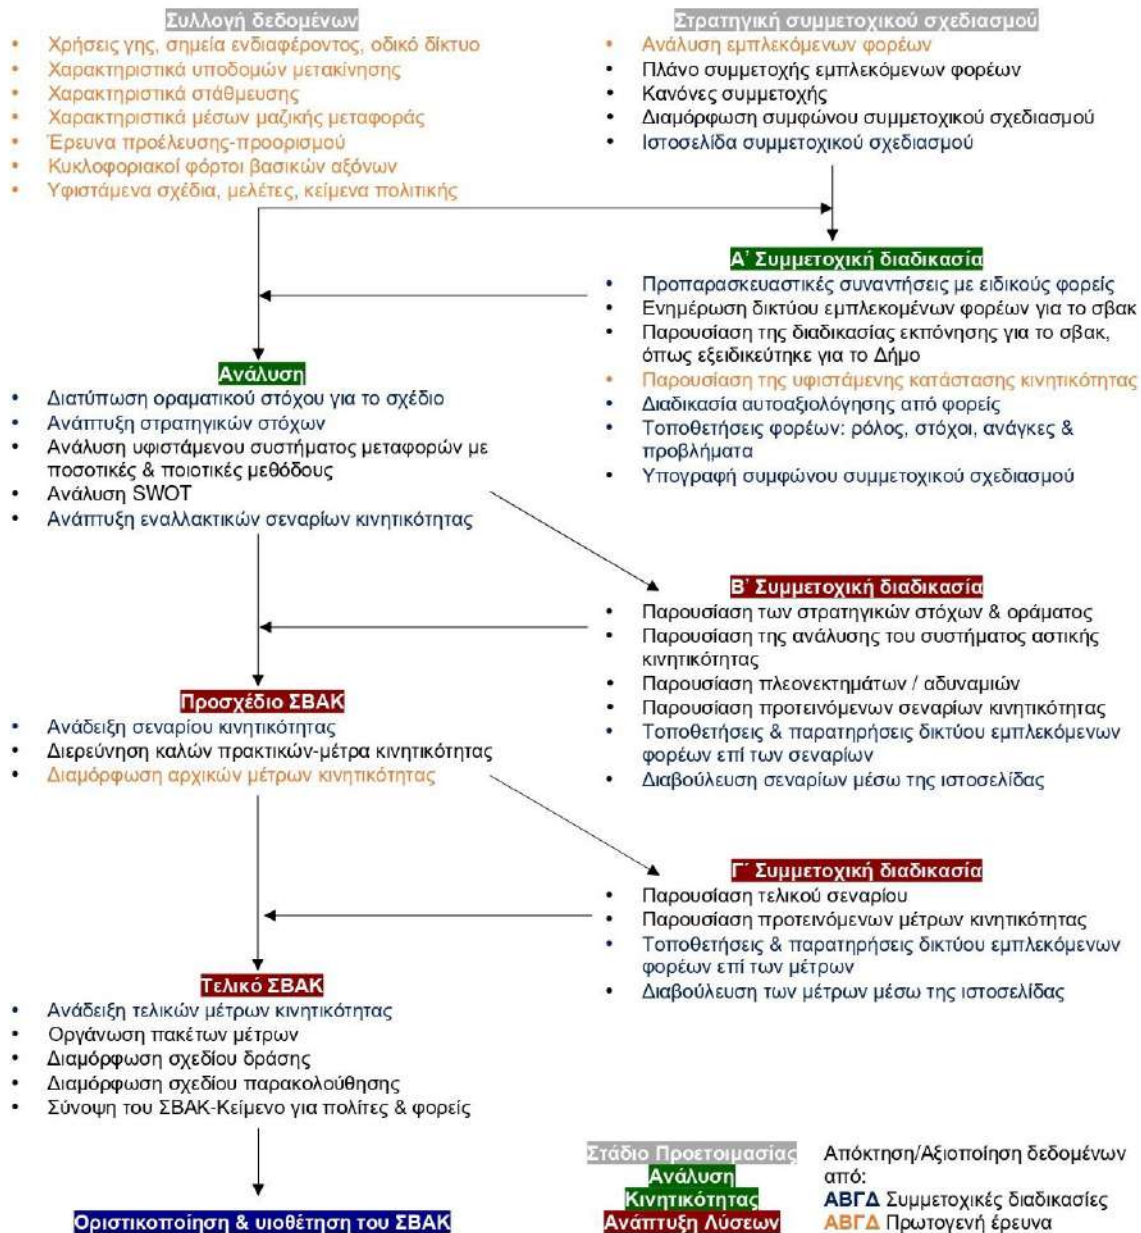 Συλλογή δεδομένων
• Χρήσεις γης, σημεία ενδιαφέροντος, οδικό δίκτυο
• Χαρακτηριστικά υποδομών μετακίνησης
• Χαρακτηριστικά στάθμευσης
• Χαρακτηριστικά μέσων μαζικής μεταφοράς
• Έρευνα προέλευσης-προορισμού
• Κυκλοφοριακοί φόρτοι βασικών αξόνων
• Υφιστάμενα σχέδια, μελέτες, κείμενα πολιτικής
Στρατηγική συμμετοχικού σχεδιασμού
• Ανάλυση εμπλεκόμενων φορέων
• Πλάνο συμμετοχής εμπλεκόμενων φορέων
• Κανόνες συμμετοχής
• Διαμόρφωση συμφώνου συμμετοχικού σχεδιασμού
• Ιστοσελίδα συμμετοχικού σχεδιασμού
Α' Συμμετοχική διαδικασία
• Προπαρασκευαστικές συναντήσεις με ειδικούς φορείς
• Ενημέρωση δικτύου εμπλεκομένων φορέων για το σβακ
• Παρουσίαση της διαδικασίας εκπόνησης για το σβακ,
όπως εξειδικεύτηκε για το Δήμο
• Παρουσίαση της υφιστάμενης κατάστασης κινητικότητας
• Διαδικασία αυτοαξιολόγησης από φορείς
• Τοποθετήσεις φορέων: ρόλος, στόχοι, ανάγκες &
προβλήματα
• Υπογραφή συμφώνου συμμετοχικού σχεδιασμού
Ανάλυση
• Διατύπωση οραματικού στόχου για το σχέδιο
• Ανάπτυξη στρατηγικών στόχων
• Ανάλυση υφιστάμενου συστήματος μεταφορών με
ποσοτικές & ποιοτικές μεθόδους
• Ανάλυση SWOT
• Ανάπτυξη εναλλακτικών σεναρίων κινητικότητας
Β' Συμμετοχική διαδικασία
• Παρουσίαση των στρατηγικών στόχων & οράματος
• Παρουσίαση της ανάλυσης του συστήματος αστικής
κινητικότητας
• Παρουσίαση πλεονεκτημάτων / αδυναμιών
• Παρουσίαση προτεινόμενων σεναρίων κινητικότητας
• Τοποθετήσεις & παρατηρήσεις δικτύου εμπλεκόμενων
φορέων επί των σεναρίων
• Διαβούλευση σεναρίων μέσω της ιστοσελίδας
Προσχέδιο ΣΒΑΚ
• Ανάδειξη σεναρίου κινητικότητας
• Διερεύνηση καλών πρακτικών-μέτρα κινητικότητας
• Διαμόρφωση αρχικών μέτρων κινητικότητας
Γ' Συμμετοχική διαδικασία
• Παρουσίαση τελικού σεναρίου
• Παρουσίαση προτεινόμενων μέτρων κινητικότητας
• Τοποθετήσεις & παρατηρήσεις δικτύου εμπλεκόμενων
φορέων επί των μέτρων
• Διαβούλευση των μέτρων μέσω της ιστοσελίδας
Τελικό ΣΒΑΚ
• Ανάδειξη τελικών μέτρων κινητικότητας
• Οργάνωση πακέτων μέτρων
• Διαμόρφωση σχεδίου δράσης
• Διαμόρφωση σχεδίου παρακολούθησης
• Σύνοψη του ΣΒΑΚ-Κείμενο για πολίτες & φορείς
Οριστικοποίηση & υιοθέτηση του ΣΒΑΚ
Στάδιο Προετοιμασίας
Ανάλυση
Κινητικότητας
Ανάπτυξη Λύσεων
Απόκτηση/Αξιοποίηση δεδομένων
από:
ΑΒΓΔ Συμμετοχικές διαδικασίες
ΑΒΓΔ Πρωτογενή έρευνα